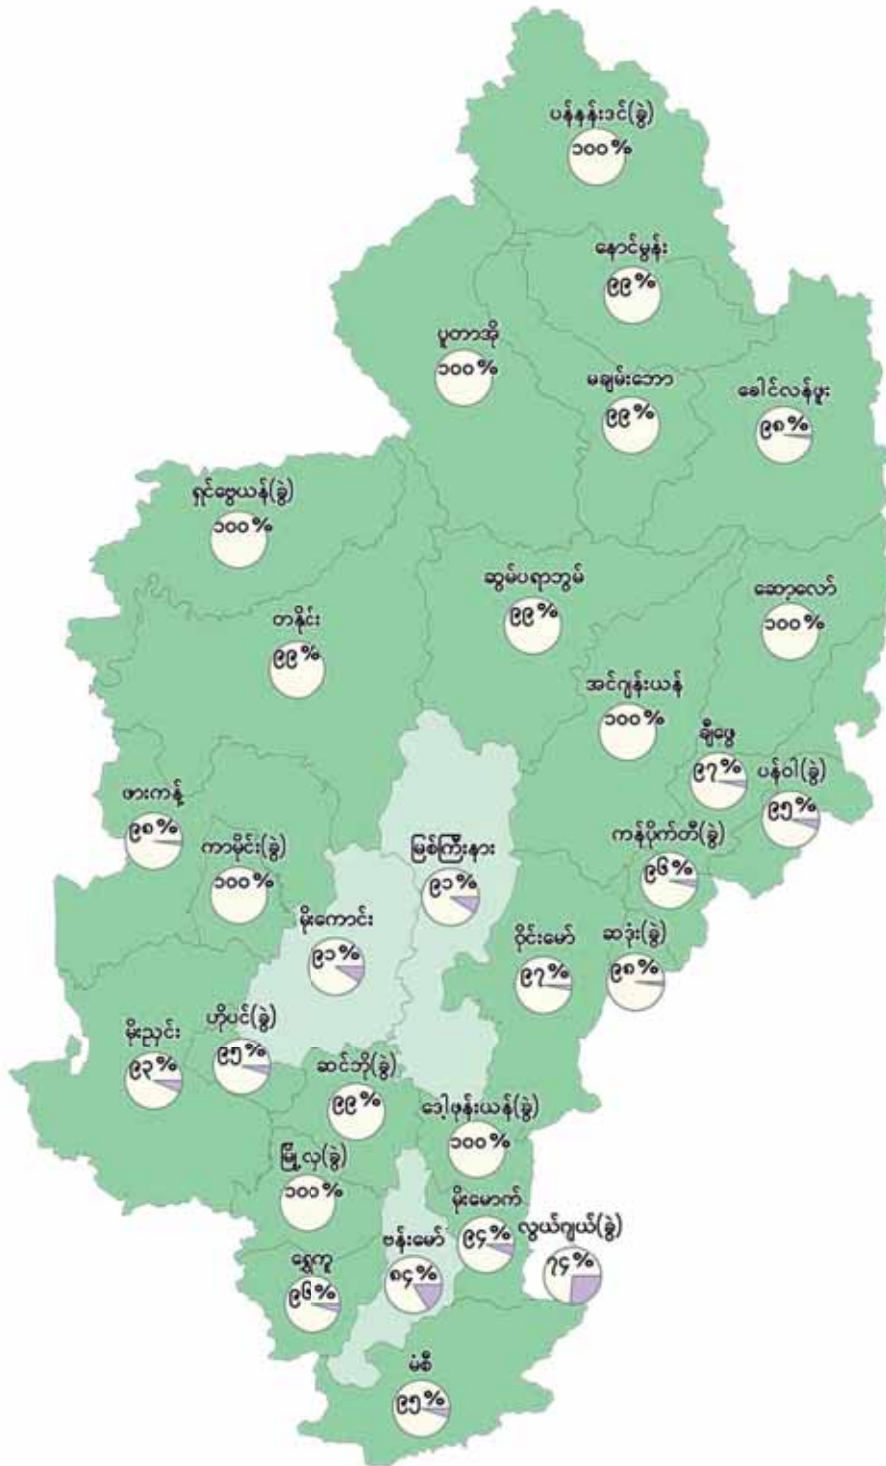 ပန်နန်းဒင်(ခွဲ)
၁၀၀%
နောင်မွန်း
၉၉%
ပူတာအို
၁၀၀%
မချမ်းဘော
၉၉%
ခေါင်လန်ဖူး
၉၈%
ရှင်ဗွေယန်(ခွဲ)
၁၀၀%
ဆွမ်ပရာဘွမ်
၉၉%
ဆော့လော်
၁၀၀%
တနိုင်း
၉၉%
အင်ဂျန်းယန်
၁၀၀%
ချီဖွေ
၉၇%
ပန်ဝါ(ခွဲ)
၉၅%
ဖားကန့်
၉၈%
ကာမိုင်း(ခွဲ)
၁၀၀%
မြစ်ကြီးနား
၉၁%
ကန်ပိုက်တီ(ခွဲ)
၉၆%
မိုးကောင်း
၉၁%
ဝိုင်းမော်
၉၇%
ဆဒုံး(ခွဲ)
၉၈%
မိုးညှင်း
၉၃%
ဟိုပင်(ခွဲ)
၉၅%
ဆင်ဘို(ခွဲ)
၉၉%
ဒေါ့ဖုန်းယန်(ခွဲ)
၁၀၀%
မြို့လှ(ခွဲ)
၁၀၀%
မိုးမောက်
၉၄%
လွယ်ဂျယ်(ခွဲ)
၇၄%
ဗန်းမော်
၈၄%
ရွှေကူ
၉၆%
မံစီ
၉၅%